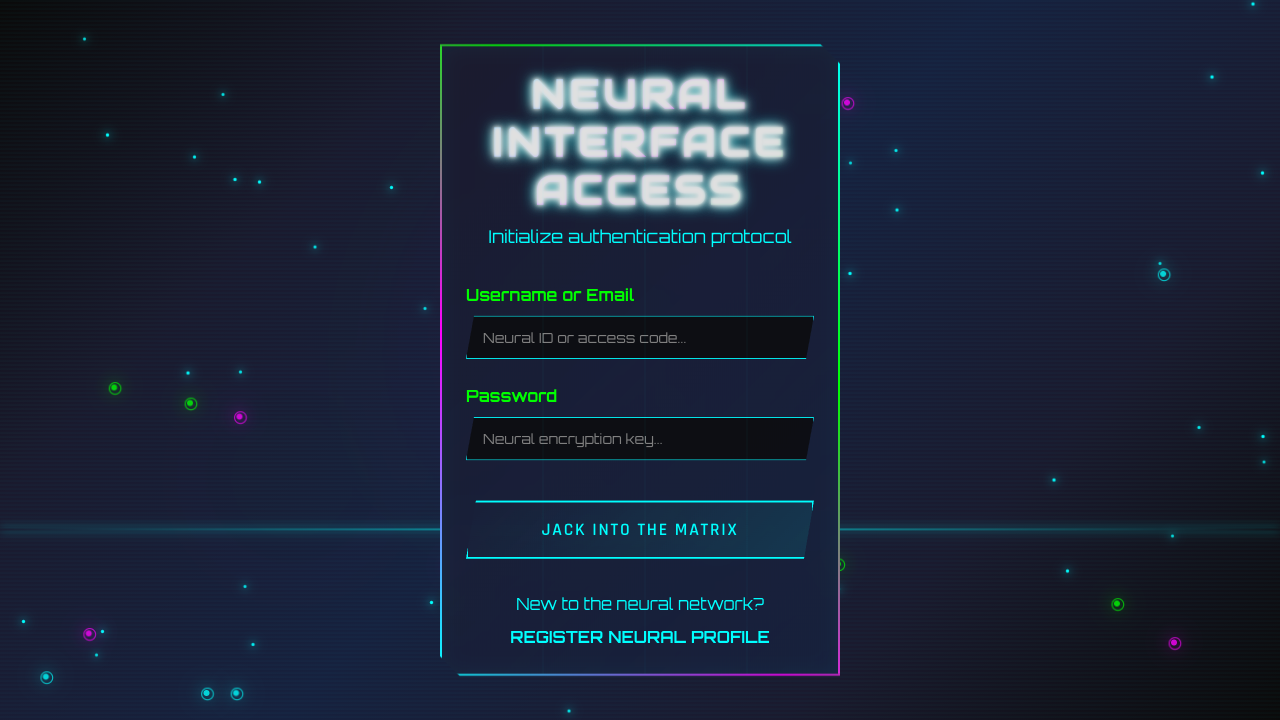 NEURAL
INTERFACE
ACCESS
Initialize authentication protocol
Username or Email
Neural ID or access code...
Password
Neural encryption key...
JACK INTO THE MATRIX
New to the neural network?
REGISTER NEURAL PROFILE